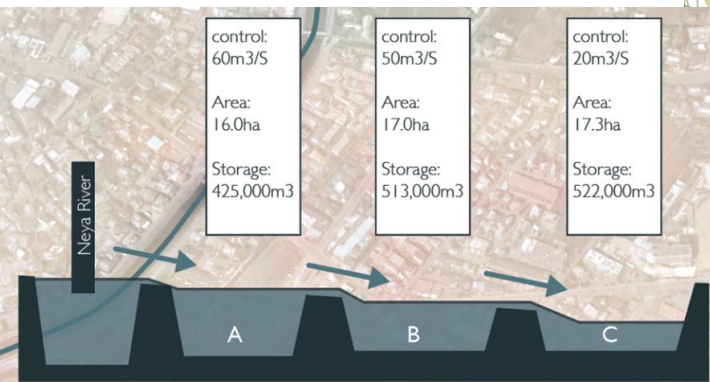 control:
60m3/S
Area:
16.0ha
Storage:
425,000m3
control:
50m3/S
Area:
17.0ha
Storage:
513,000m3
control:
20m3/S
Area:
17.3ha
Storage:
522,000m3
Neya River
A
B
C